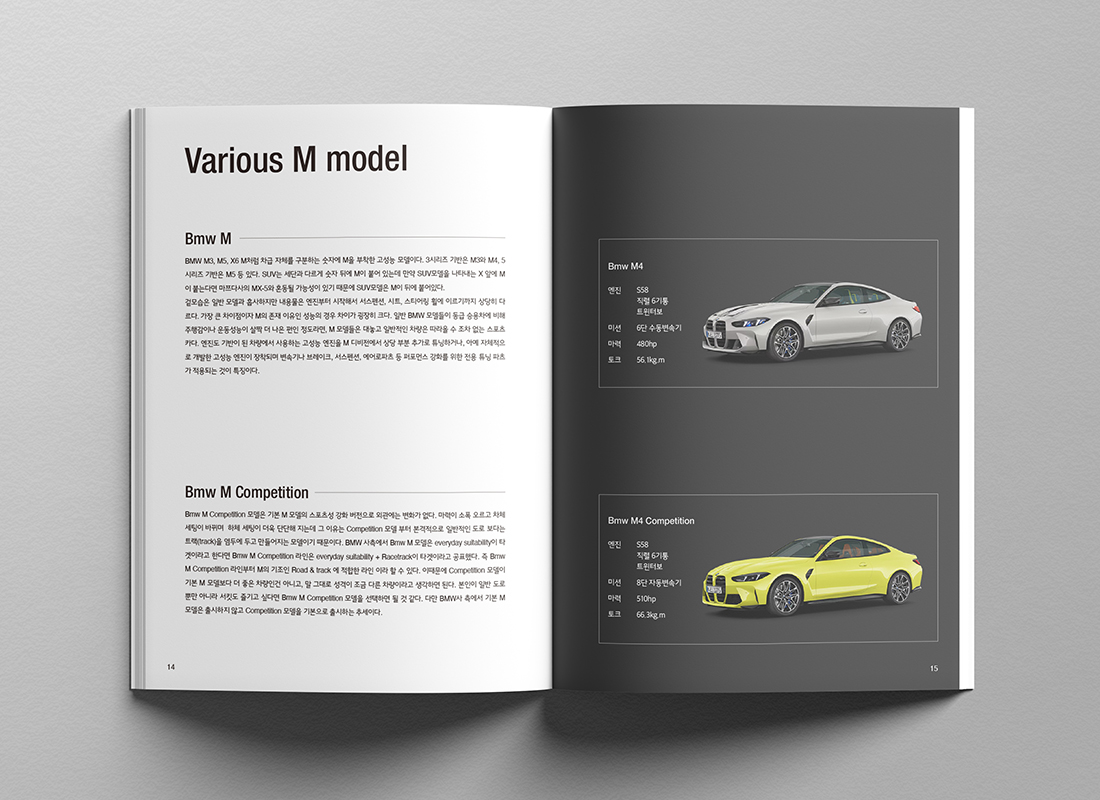 Various M model
Bmw M
BMW M3, M5, X6 M처럼 차급 자체를 구분하는 숫자에 M을 부착한 고성능 모델이다. 3시리즈 기반은 M3와 M4, 5
시리즈 기반은 M5 등 있다. SUV는 세단과 다르게 숫자 뒤에 M이 붙어 있는데 만약 SUV모델을 나타내는 X 앞에 M
이 붙는다면 마쯔다사의 MX-5와 혼동될 가능성이 있기 때문에 SUV모델은 M이 뒤에 붙어있다.
겉모습은 일반 모델과 흡사하지만 내용물은 엔진부터 시작해서 서스펜션, 시트, 스티어링 휠에 이르기까지 상당히 다
르다. 가장 큰 차이점이자 M의 존재 이유인 성능의 경우 차이가 굉장히 크다. 일반 BMW 모델들이 동급 승용차에 비해
주행감이나 운동성능이 살짝 더 나은 편인 정도라면, M 모델들은 대놓고 일반적인 차량은 따라올 수 조차 없는 스포츠
카다. 엔진도 기반이 된 차량에서 사용하는 고성능 엔진을 M 디비전에서 상당 부분 추가로 튜닝하거나, 아예 자체적으
로 개발한 고성능 엔진이 장착되며 변속기나 브레이크, 서스펜션, 에어로파츠 등 퍼포먼스 강화를 위한 전용 튜닝 파츠
가 적용되는 것이 특징이다.
Bmw M Competition
Bmw M Competition 모델은 기본 M 모델의 스포츠성 강화 버전으로 외관에는 변화가 없다. 마력이 소폭 오르고 차체
세팅이 바뀌며 하체 세팅이 더욱 단단해 지는데 그 이유는 Competition 모델 부터 본격적으로 일반적인 도로 보다는
트랙(track)을 염두에 두고 만들어지는 모델이기 때문이다. BMW 사측에서 Bmw M 모델은 everyday suitability이 타
겟이라고 한다면 Bmw M Competition 라인은 everyday suitability + Racetrack이 타겟이라고 공표했다. 즉 Bmw
M Competition 라인부터 M의 기조인 Road & track 에 적합한 라인 이라 할 수 있다. 이때문에 Competition 모델이
기본 M 모델보다 더 좋은 차량인건 아니고, 말 그대로 성격이 조금 다른 차량이라고 생각하면 된다. 본인이 일반 도로
뿐만 아니라 서킷도 즐기고 싶다면 Bmw M Competition 모델을 선택하면 될 것 같다. 다만 BMW사 측에서 기본 M
모델은 출시하지 않고 Competition 모델을 기본으로 출시하는 추세이다.
14
Bmw M4
엔진 S58
직렬 6기통
트윈터보
미션 6단 수동변속기
마력 480hp
토크 56.1kg.m
Bmw M4 Competition
엔진 S58
직렬 6기통
트윈터보
미션 8단 자동변속기
마력 510hp
토크 66.3kg.m
15